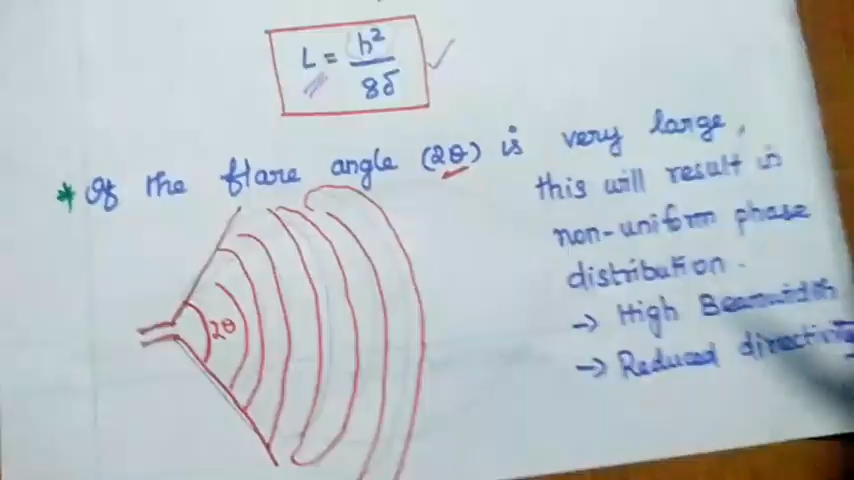 L = h²/8δ
* If the flare angle (2θ) is very large,
this will result in
non-uniform phase
distribution.
→ High Beamwidth
→ Reduced directivity
2θ